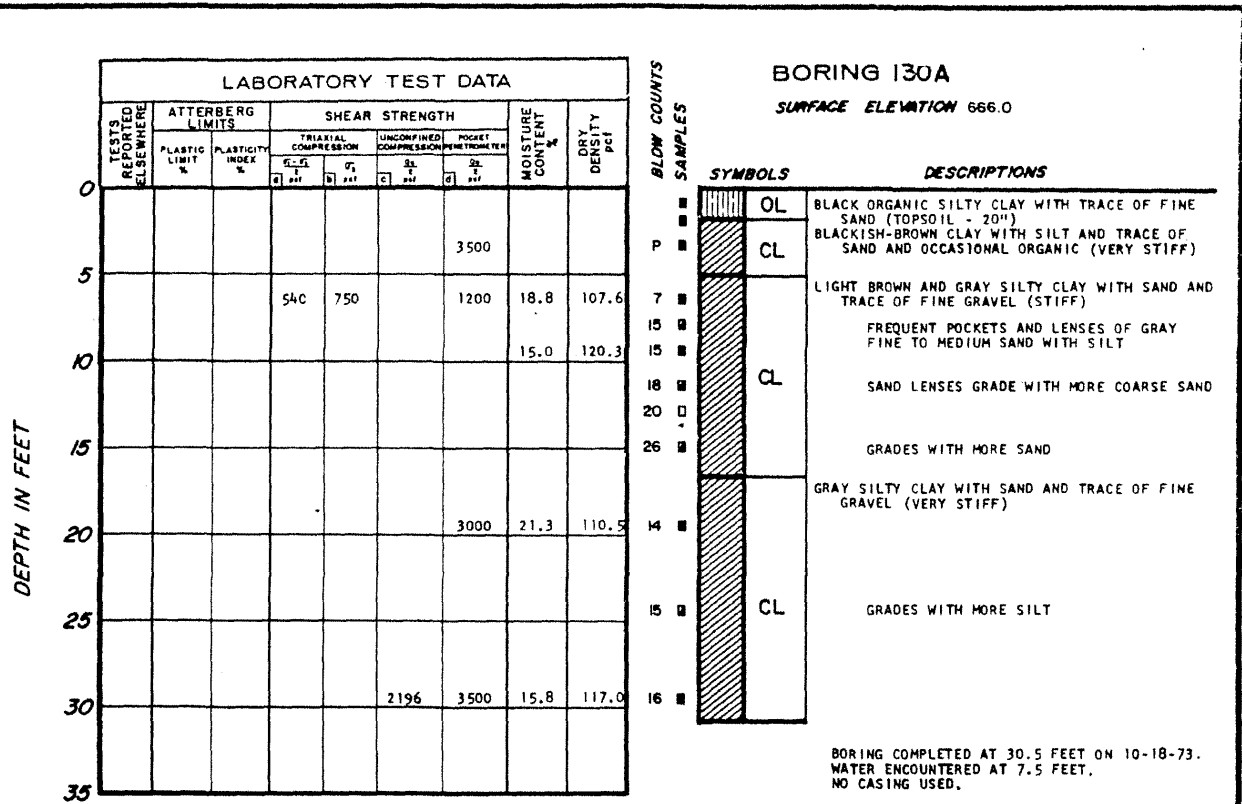 LABORATORY TEST DATA
TESTS REPORTED ELSEWHERE
ATTERBERG LIMITS
PLASTIC LIMIT %
PLASTICITY INDEX %
SHEAR STRENGTH
TRIAXIAL COMPRESSION
UNCONFINED COMPRESSION
POCKET PENETROMETER
a psf
b psf
c psf
d psf
MOISTURE CONTENT %
DRY DENSITY pcf
BLOW COUNTS
SAMPLES
BORING 130A
SURFACE ELEVATION 666.0
SYMBOLS
DESCRIPTIONS
DEPTH IN FEET
0
OL
BLACK ORGANIC SILTY CLAY WITH TRACE OF FINE
SAND (TOPSOIL - 20")
3500
P
CL
BLACKISH-BROWN CLAY WITH SILT AND TRACE OF
SAND AND OCCASIONAL ORGANIC (VERY STIFF)
5
540 750 1200 18.8 107.6
7
LIGHT BROWN AND GRAY SILTY CLAY WITH SAND AND
TRACE OF FINE GRAVEL (STIFF)
15
FREQUENT POCKETS AND LENSES OF GRAY
FINE TO MEDIUM SAND WITH SILT
15.0 120.3
15
10
CL
18
SAND LENSES GRADE WITH MORE COARSE SAND
20
15
26
GRADES WITH MORE SAND
GRAY SILTY CLAY WITH SAND AND TRACE OF FINE
GRAVEL (VERY STIFF)
20
3000 21.3 110.5
14
CL
15
GRADES WITH MORE SILT
25
2196 3500 15.8 117.0
16
30
BORING COMPLETED AT 30.5 FEET ON 10-18-73.
WATER ENCOUNTERED AT 7.5 FEET.
NO CASING USED.
35